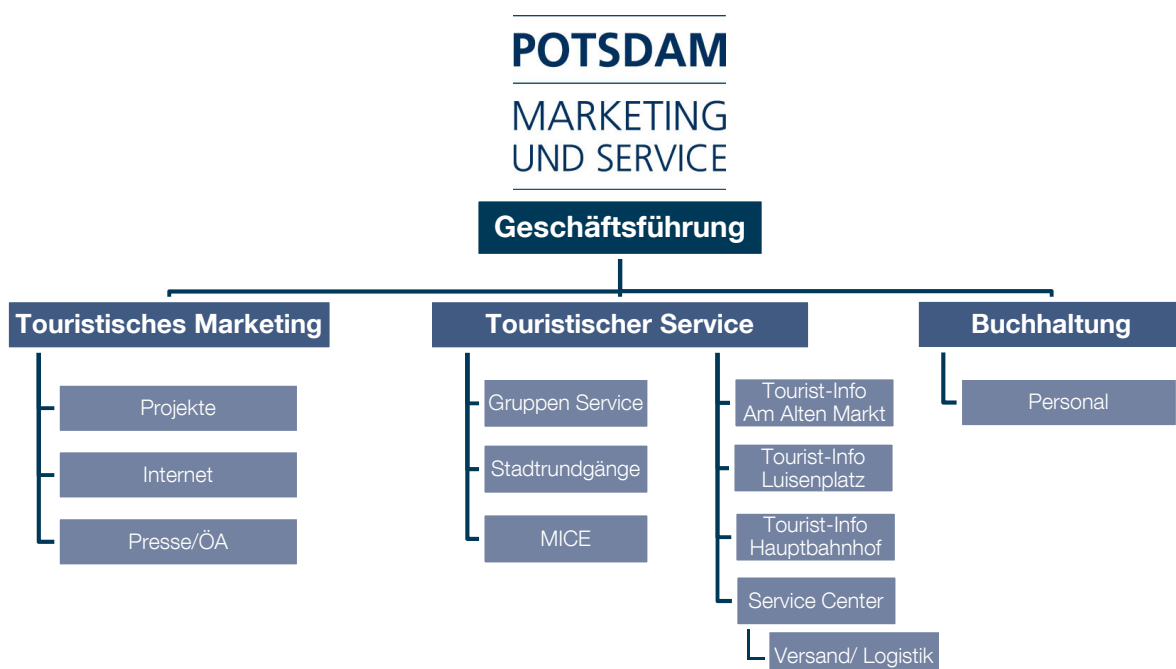 POTSDAM
MARKETING
UND SERVICE
Geschäftsführung
Touristisches Marketing
Projekte
Internet
Presse/ÖA
Touristischer Service
Gruppen Service
Stadtrundgänge
MICE
Tourist-Info
Am Alten Markt
Tourist-Info
Luisenplatz
Tourist-Info
Hauptbahnhof
Service Center
Versand/ Logistik
Buchhaltung
Personal